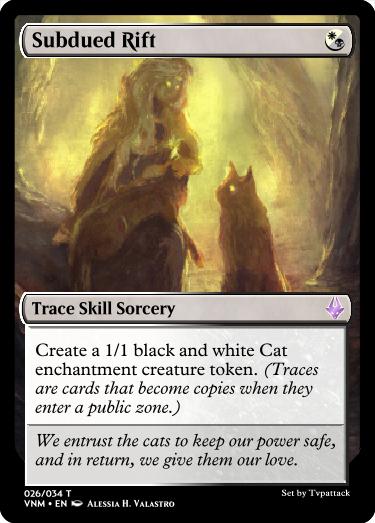 Subdued Rift
Trace Skill Sorcery
Create a 1/1 black and white Cat
enchantment creature token. (Traces
are cards that become copies when they
enter a public zone.)
We entrust the cats to keep our power safe,
and in return, we give them our love.
026/034 T
Set by Tvpattack
VNM • EN ALESSIA H. VALASTRO